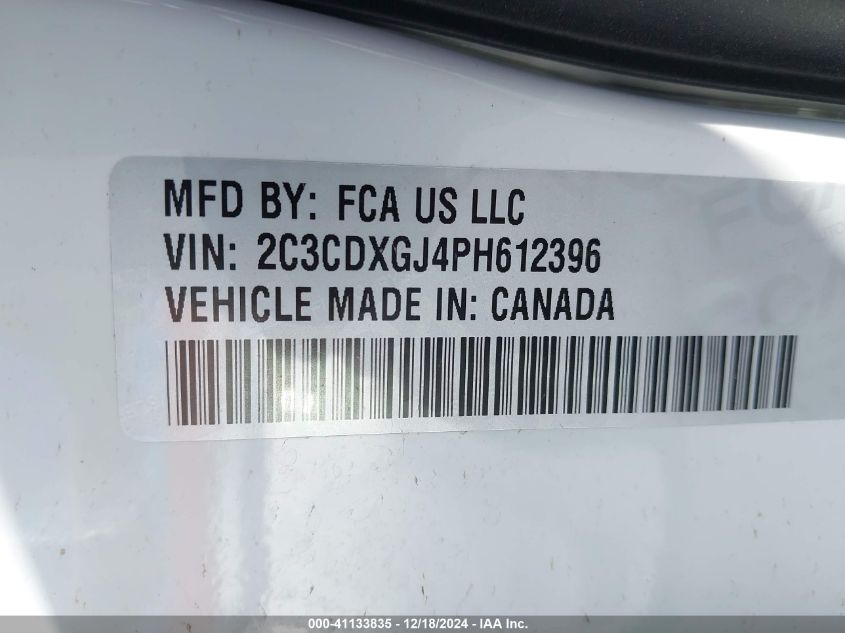 MFD BY: FCA US LLC
VIN: 2C3CDXGJ4PH612396
VEHICLE MADE IN: CANADA
000-41133835 - 12/18/2024 - IAA Inc.